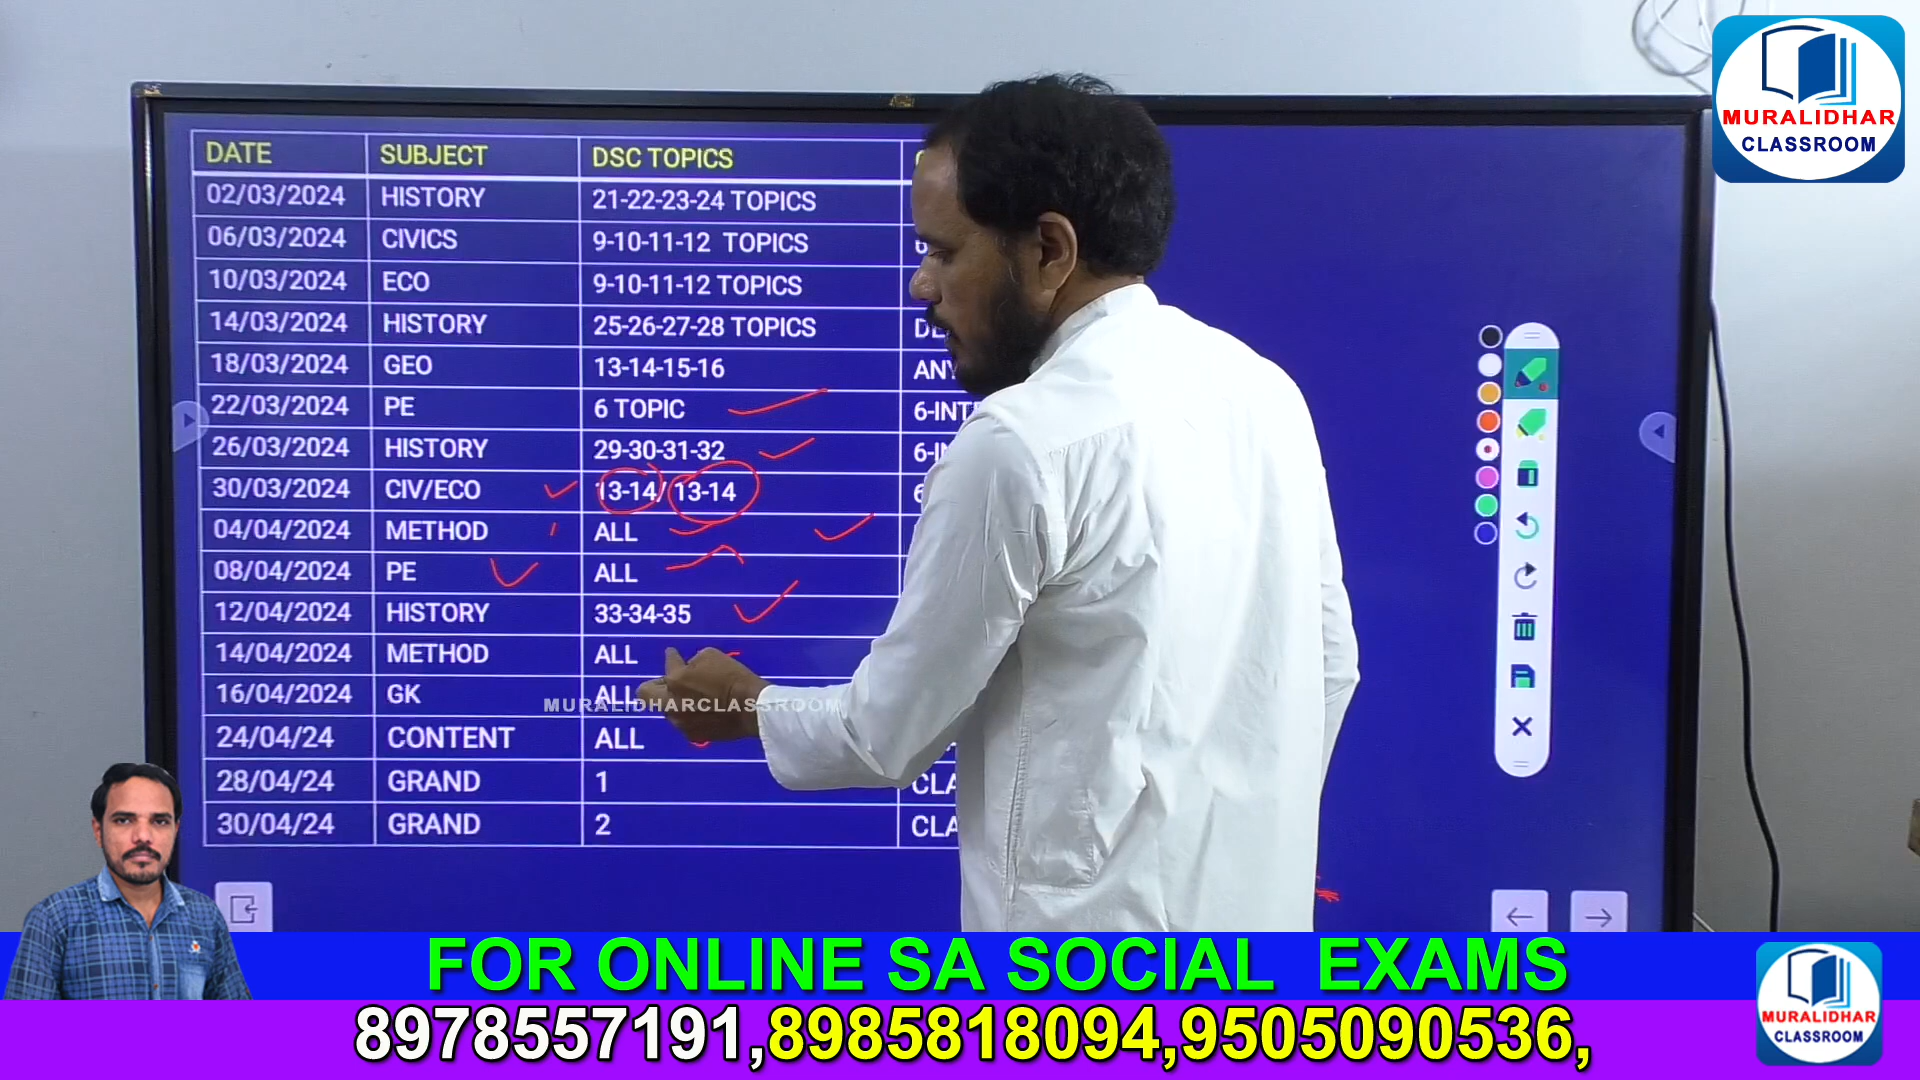 MURALIDHAR
CLASSROOM
DATE SUBJECT DSC TOPICS
02/03/2024 HISTORY 21-22-23-24 TOPICS
06/03/2024 CIVICS 9-10-11-12 TOPICS
10/03/2024 ECO 9-10-11-12 TOPICS
14/03/2024 HISTORY 25-26-27-28 TOPICS
18/03/2024 GEO 13-14-15-16 ANY
22/03/2024 PE 6 TOPIC
26/03/2024 HISTORY 29-30-31-32
30/03/2024 CIV/ECO 13-14/ 13-14
04/04/2024 METHOD ALL
08/04/2024 PE ALL
12/04/2024 HISTORY 33-34-35
14/04/2024 METHOD ALL
16/04/2024 GK ALL
MURALIDHARCLASSROOM
24/04/24 CONTENT ALL
28/04/24 GRAND 1
30/04/24 GRAND 2
FOR ONLINE SA SOCIAL EXAMS
8978557191,8985818094,9505090536,
MURALIDHAR
CLASSROOM